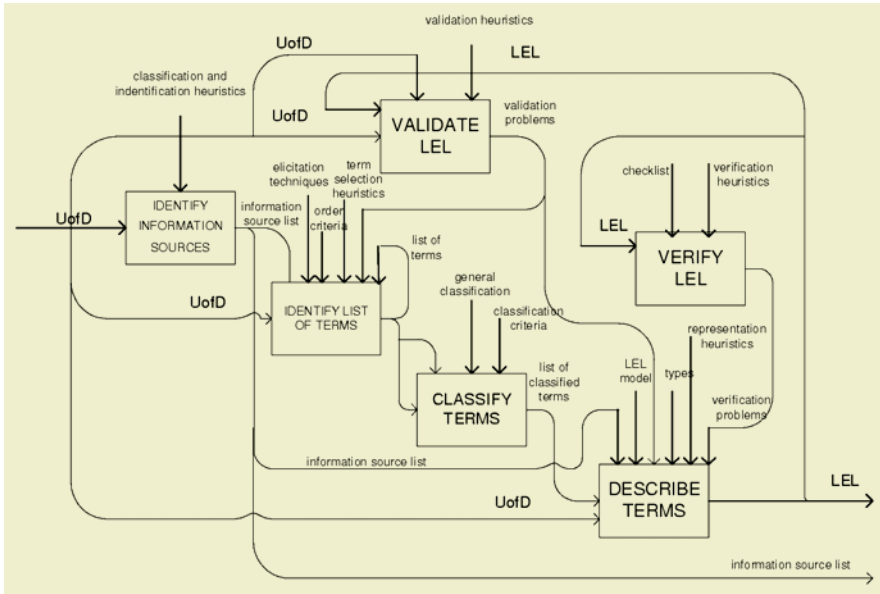 validation heuristics
UofD
LEL
classification and
indentification heuristics
UofD
validation
problems
VALIDATE
LEL
elicitation
techniques
term
selection
heuristics
checklist
verification
heuristics
IDENTIFY
INFORMATION
SOURCES
information
source list
order
criteria
UofD
LEL
list of
terms
VERIFY
LEL
general
classification
UofD
IDENTIFY LIST
OF TERMS
classification
criteria
representation
heuristics
LEL
model
types
list of
classified
terms
CLASSIFY
TERMS
verification
problems
information source list
DESCRIBE
TERMS
LEL
UofD
information source list